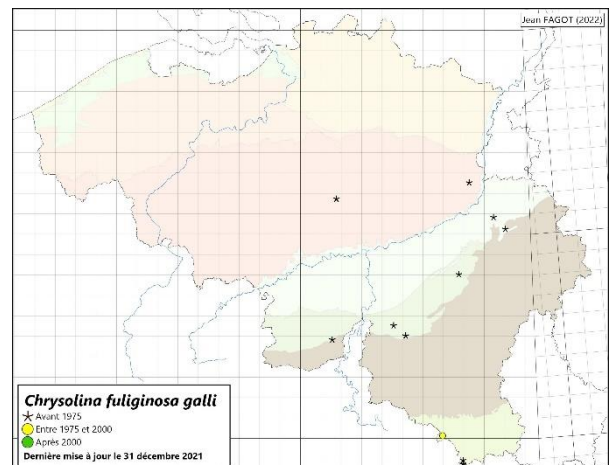 Jean FAGOT (2022)
Chrysolina fuliginosa galli
Avant 1975
Entre 1975 et 2000
Après 2000
Dernière mise à jour le 31 décembre 2021